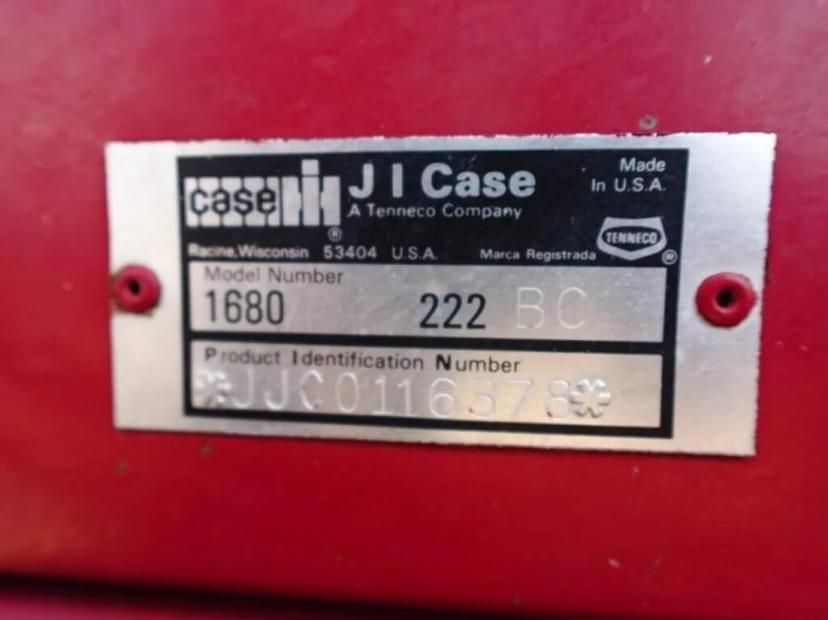 case IH ®
J I Case
A Tenneco Company
Made
In U.S.A.
TENNECO ®
Racine, Wisconsin 53404 U.S.A. Marca Registrada
Model Number
1680 222 BC
Product Identification Number
*JJC0116378*